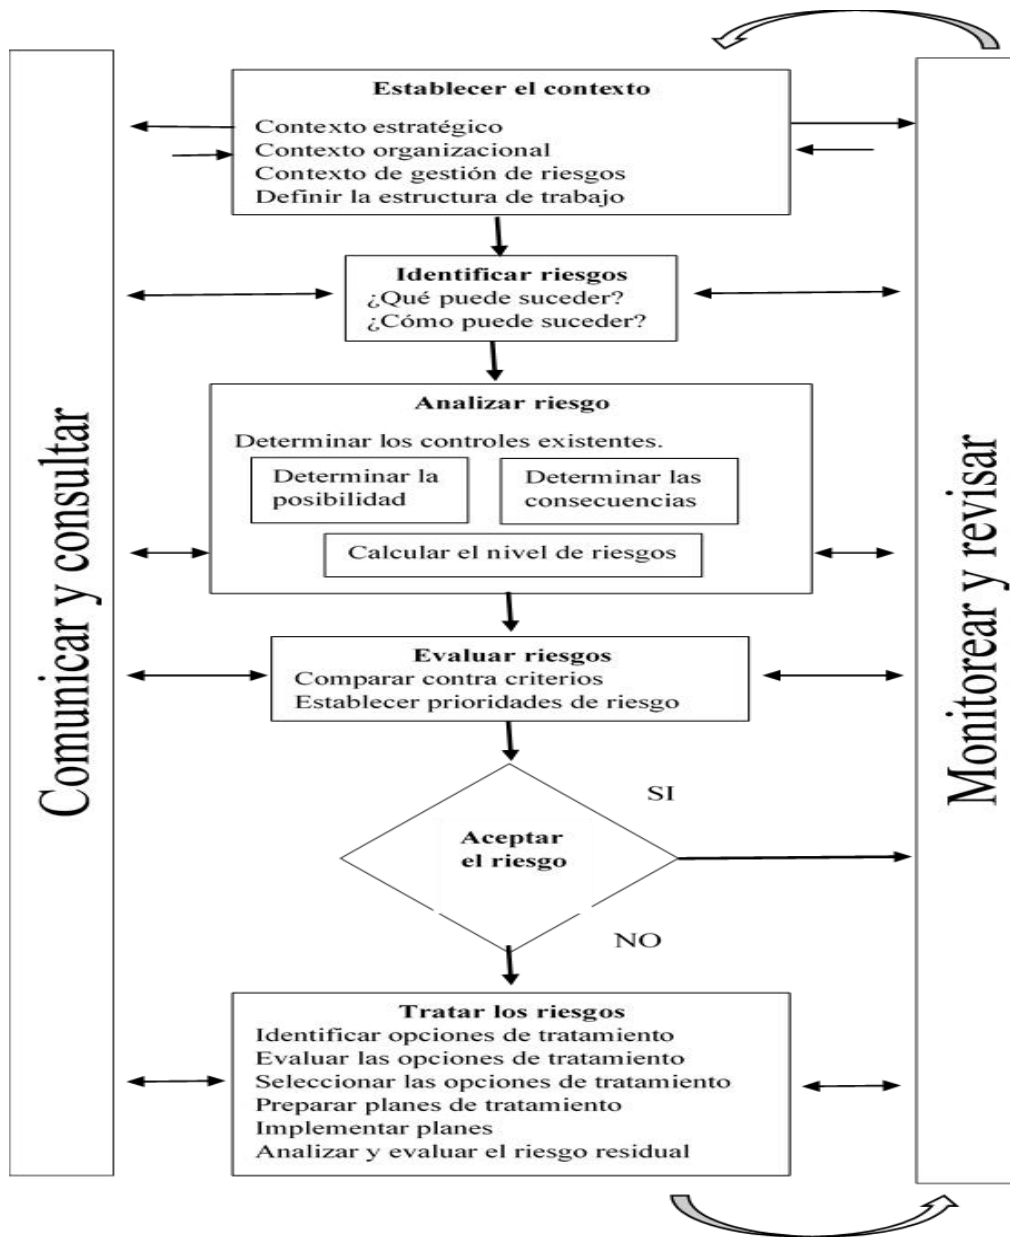 Comunicar y consultar
Establecer el contexto
Contexto estratégico
Contexto organizacional
Contexto de gestión de riesgos
Definir la estructura de trabajo
Identificar riesgos
¿Qué puede suceder?
¿Cómo puede suceder?
Analizar riesgo
Determinar los controles existentes.
Determinar la
posibilidad
Determinar las
consecuencias
Calcular el nivel de riesgos
Evaluar riesgos
Comparar contra criterios
Establecer prioridades de riesgo
SI
Aceptar
el riesgo
NO
Tratar los riesgos
Identificar opciones de tratamiento
Evaluar las opciones de tratamiento
Seleccionar las opciones de tratamiento
Preparar planes de tratamiento
Implementar planes
Analizar y evaluar el riesgo residual
Monitorear y revisar